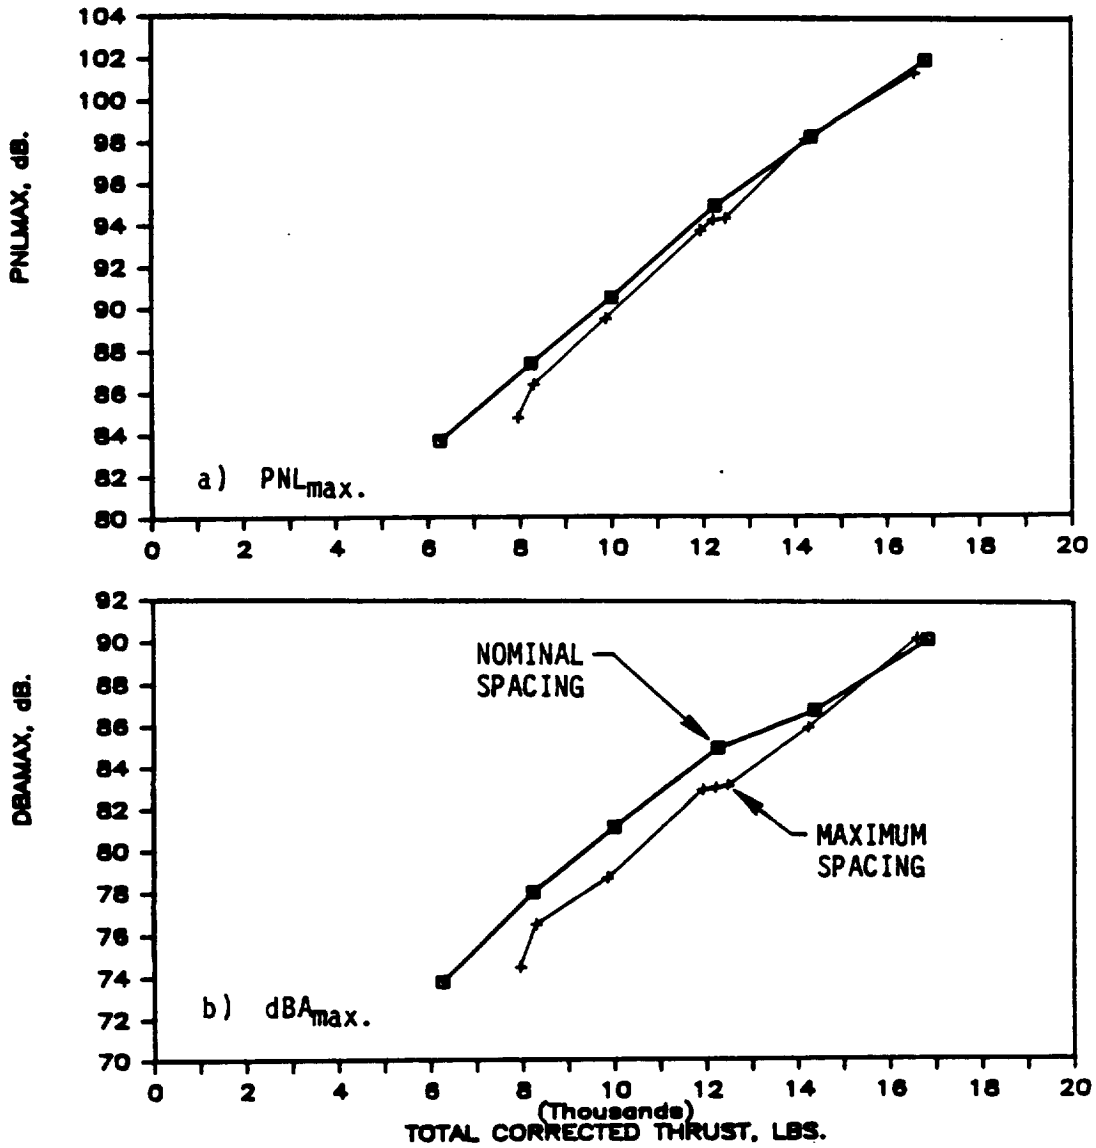 104
102
100
98
96
94
92
90
88
86
84
82
80
PNLMAX, dB.
a) PNLmax.
0 2 4 6 8 10 12 14 16 18 20
92
90
88
86
84
82
80
78
76
74
72
70
DBAMAX, dB.
NOMINAL
SPACING
MAXIMUM
SPACING
b) dBAmax.
0 2 4 6 8 10 12 14 16 18 20
(Thousands)
TOTAL CORRECTED THRUST, LBS.